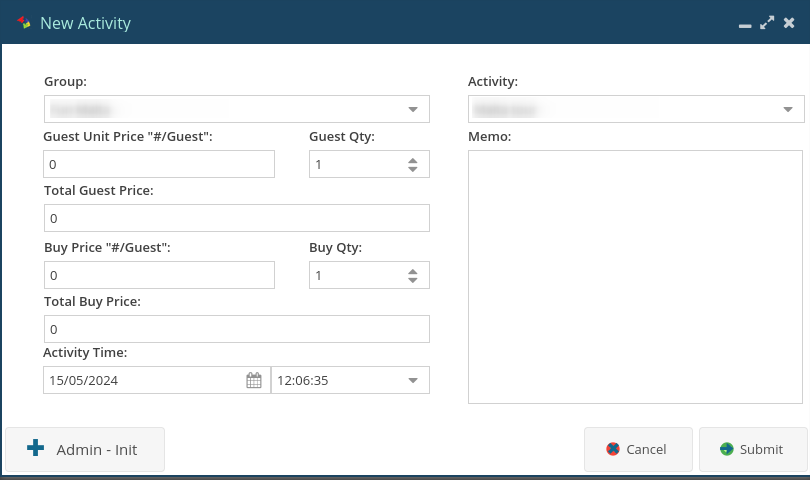 New Activity
Group:
Activity:
Guest Unit Price "#/Guest":
Guest Qty:
Memo:
0
1
Total Guest Price:
0
Buy Price "#/Guest":
Buy Qty:
0
1
Total Buy Price:
0
Activity Time:
15/05/2024
12:06:35
Admin - Init
Cancel
Submit